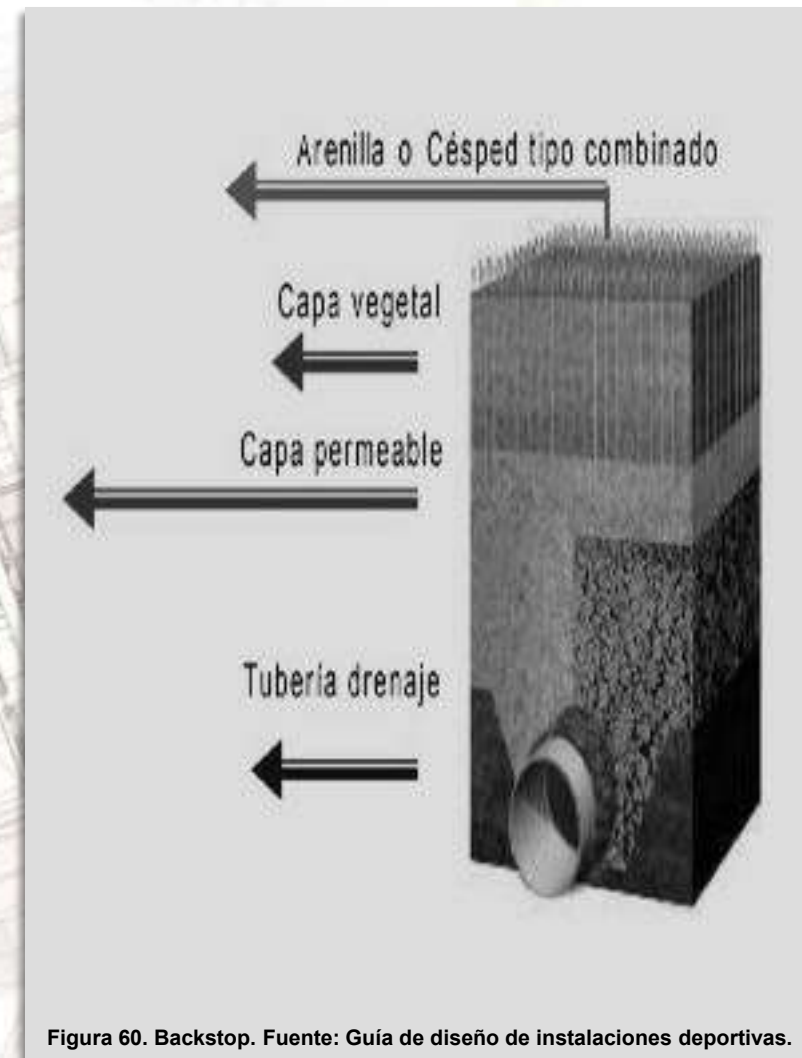 Arenilla o Césped tipo combinado
Capa vegetal
Capa permeable
Tubería drenaje
Figura 60. Backstop. Fuente: Guía de diseño de instalaciones deportivas.